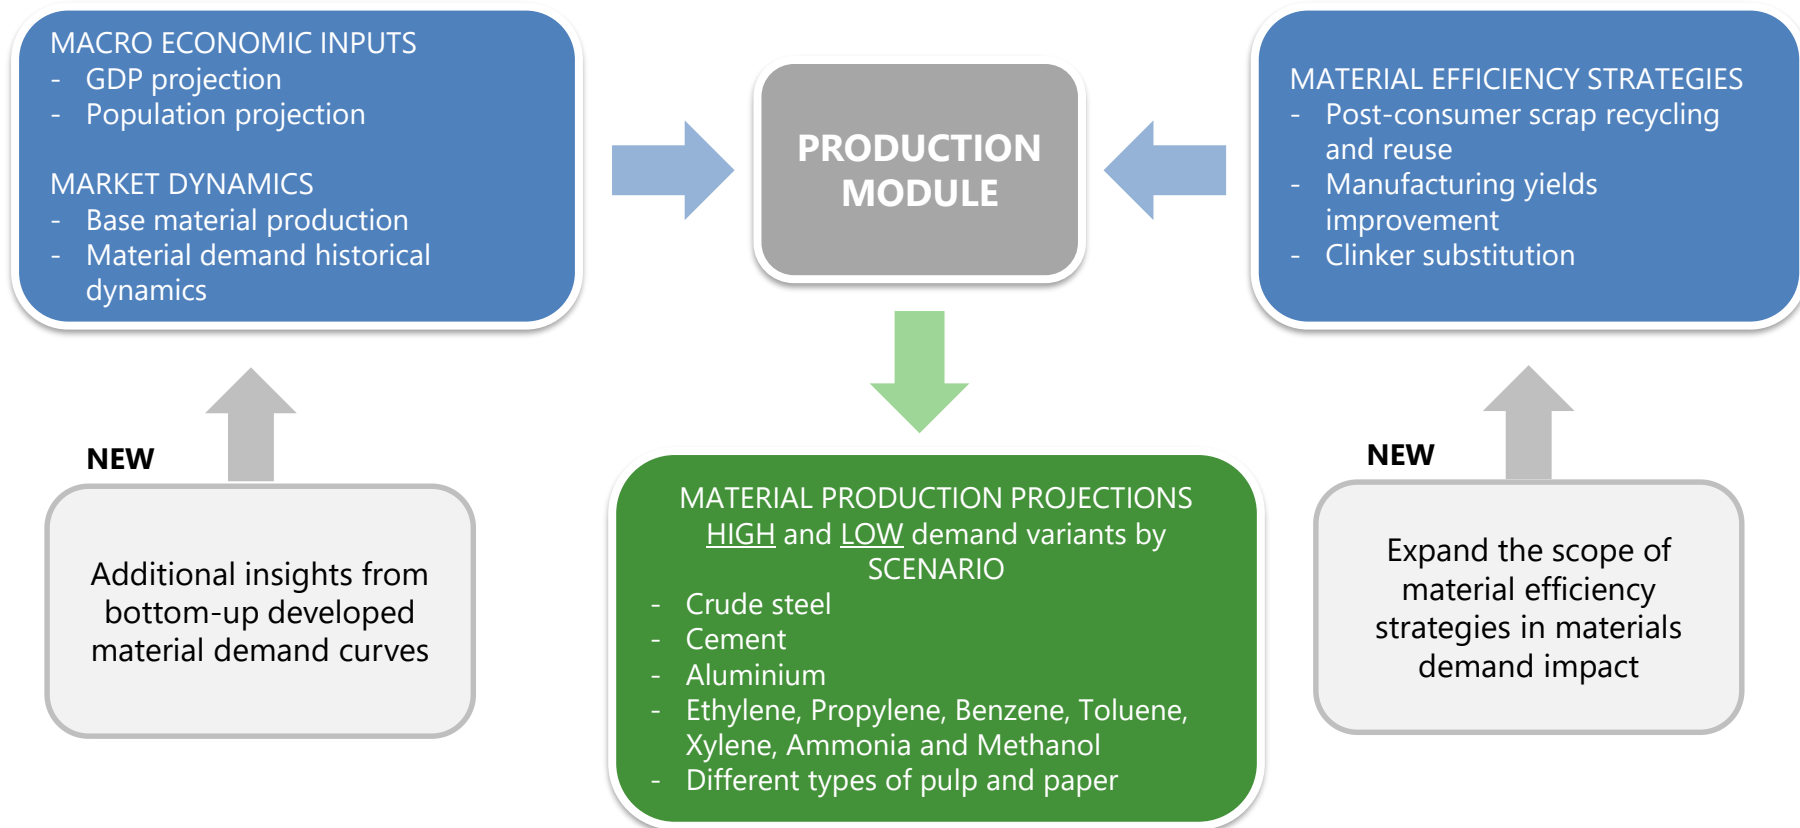 MACRO ECONOMIC INPUTS
- GDP projection
- Population projection
MARKET DYNAMICS
- Base material production
- Material demand historical
dynamics
PRODUCTION
MODULE
MATERIAL EFFICIENCY STRATEGIES
- Post-consumer scrap recycling
and reuse
- Manufacturing yields
improvement
- Clinker substitution
NEW
Additional insights from
bottom-up developed
material demand curves
MATERIAL PRODUCTION PROJECTIONS
HIGH and LOW demand variants by
SCENARIO
- Crude steel
- Cement
- Aluminium
- Ethylene, Propylene, Benzene, Toluene,
Xylene, Ammonia and Methanol
- Different types of pulp and paper
NEW
Expand the scope of
material efficiency
strategies in materials
demand impact